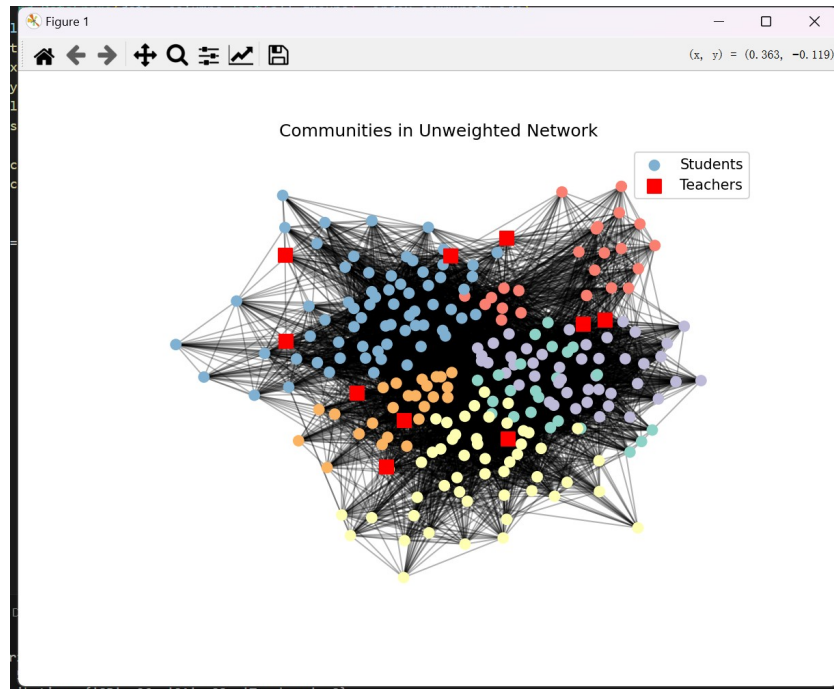 Figure 1
(x, y) = (0.363, -0.119)
Communities in Unweighted Network
Students
Teachers